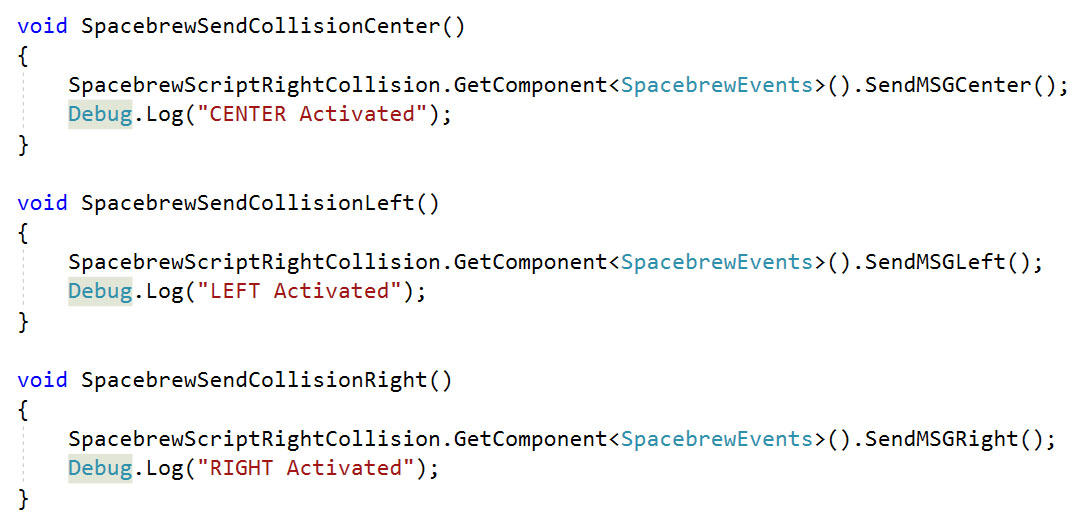 void SpacebrewSendCollisionCenter()
{
    SpacebrewScriptRightCollision.GetComponent<SpacebrewEvents>().SendMSGCenter();
    Debug.Log("CENTER Activated");
}

void SpacebrewSendCollisionLeft()
{
    SpacebrewScriptRightCollision.GetComponent<SpacebrewEvents>().SendMSGLeft();
    Debug.Log("LEFT Activated");
}

void SpacebrewSendCollisionRight()
{
    SpacebrewScriptRightCollision.GetComponent<SpacebrewEvents>().SendMSGRight();
    Debug.Log("RIGHT Activated");
}